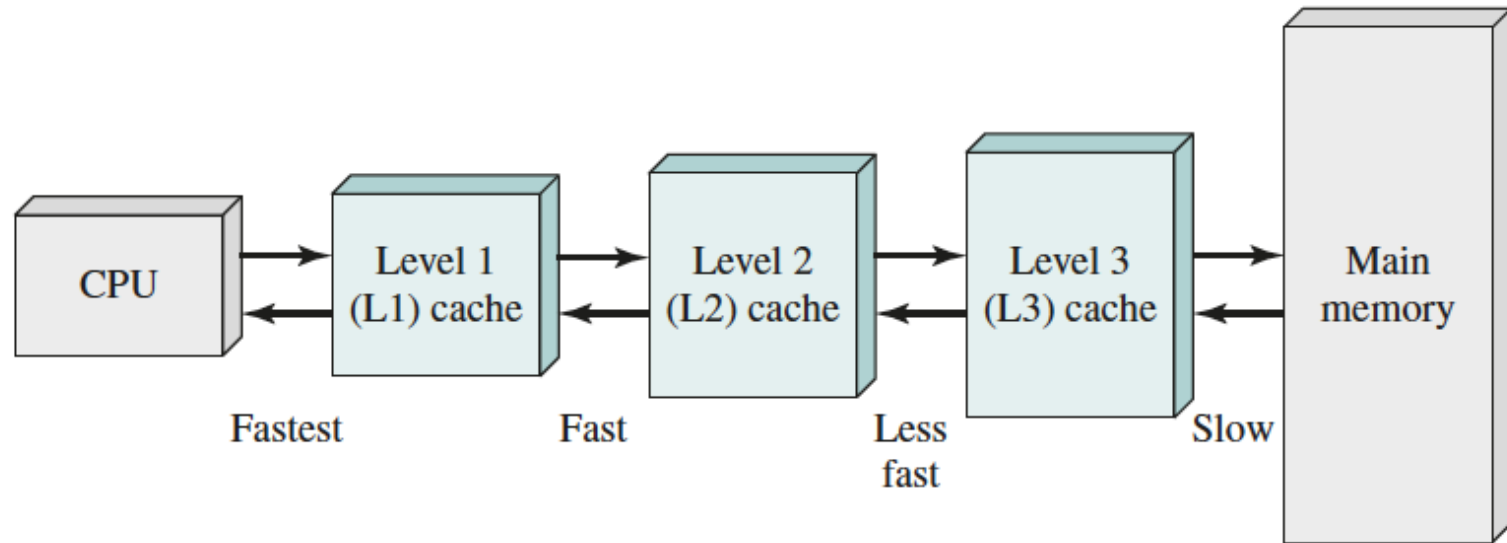 CPU
Level 1
(L1) cache
Level 2
(L2) cache
Level 3
(L3) cache
Main
memory
Fastest
Fast
Less
fast
Slow